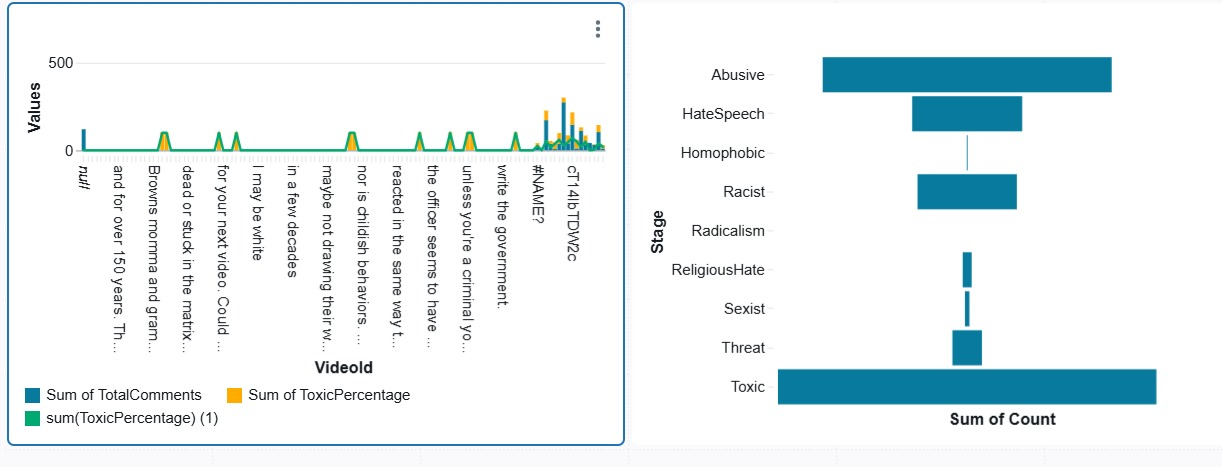 500
0
Values
null
and for over 150 years. Th...
Browns momma and gram...
dead or stuck in the matrix...
for your next video. Could ...
I may be white
in a few decades
maybe not drawing their w...
nor is childish behaviors. ...
reacted in the same way t...
the officer seems to have ...
unless you're a criminal yo...
write the government.
#NAME?
cT14IbTDW2c
VideoId
Sum of TotalComments
Sum of ToxicPercentage
sum(ToxicPercentage) (1)
Stage
Abusive
HateSpeech
Homophobic
Racist
Radicalism
ReligiousHate
Sexist
Threat
Toxic
Sum of Count